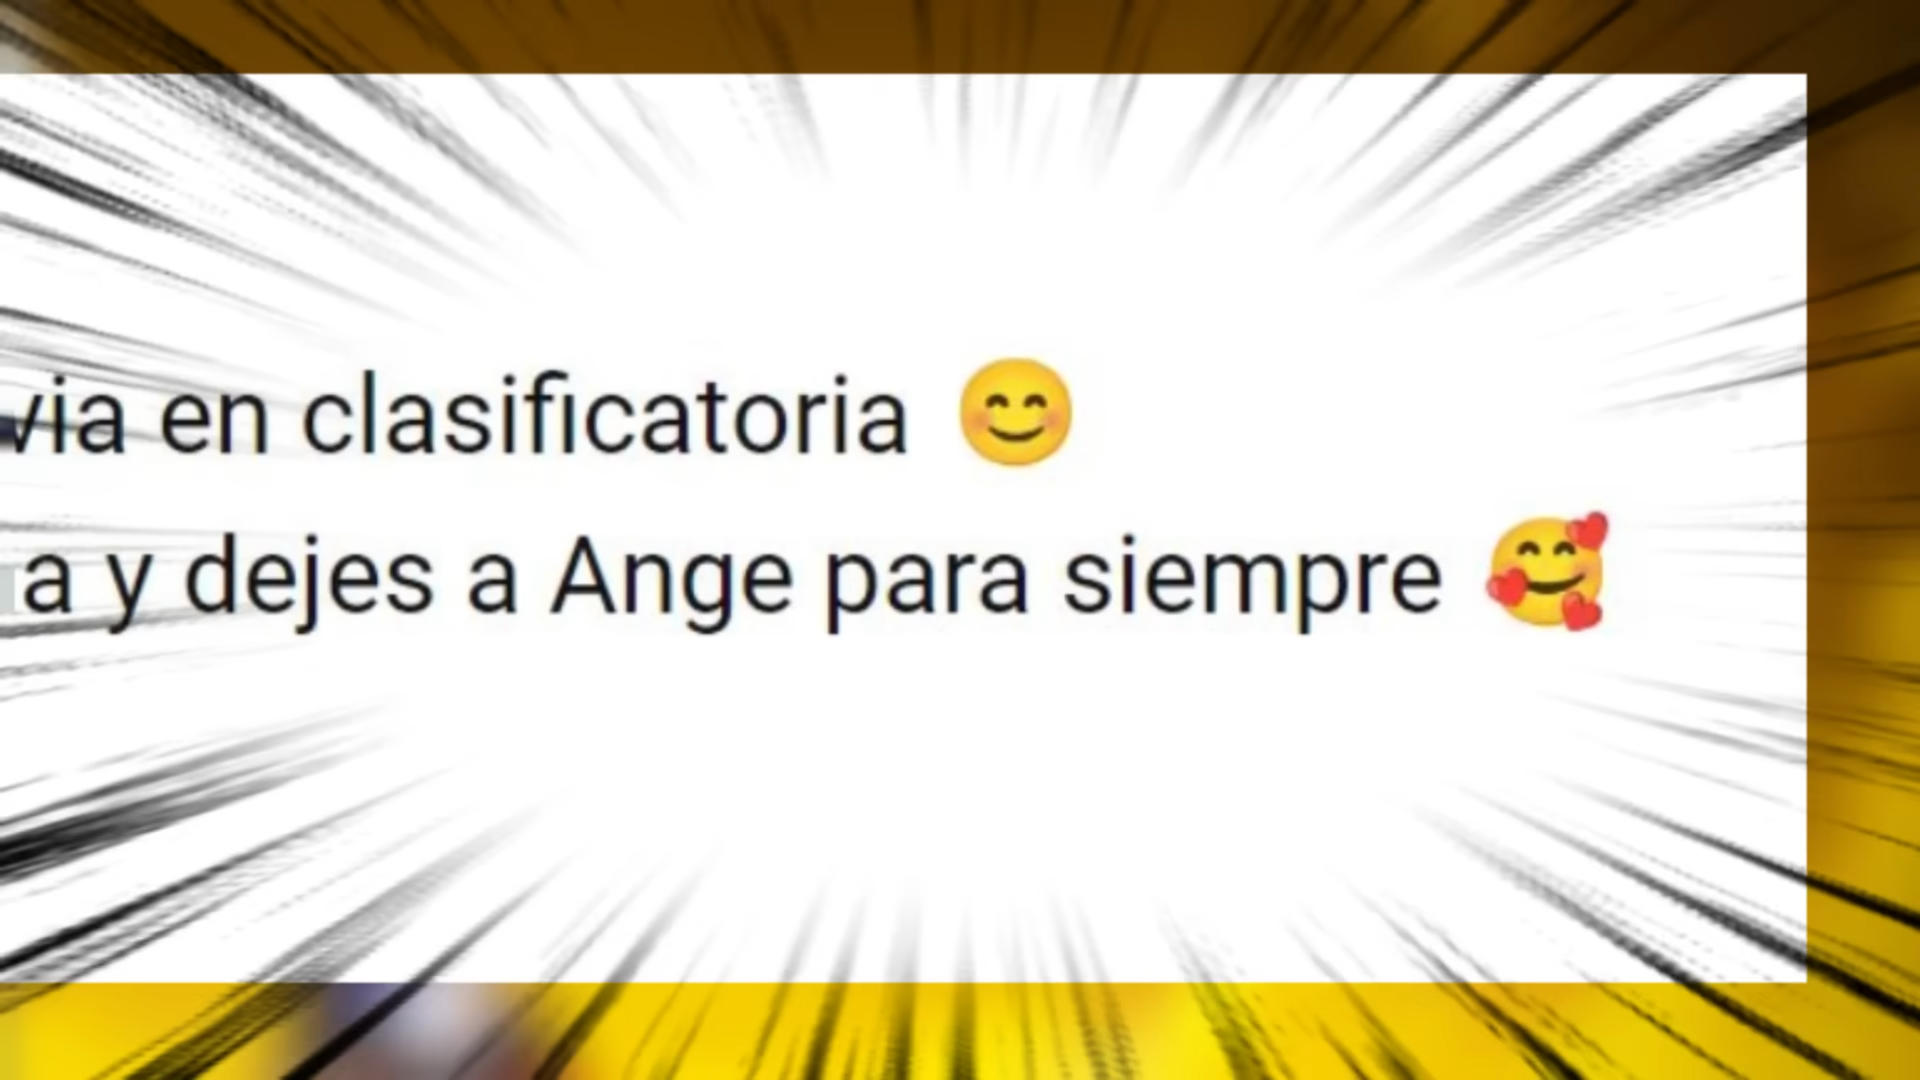 via en clasificatoria 😊
a y dejes a Ange para siempre 🥰